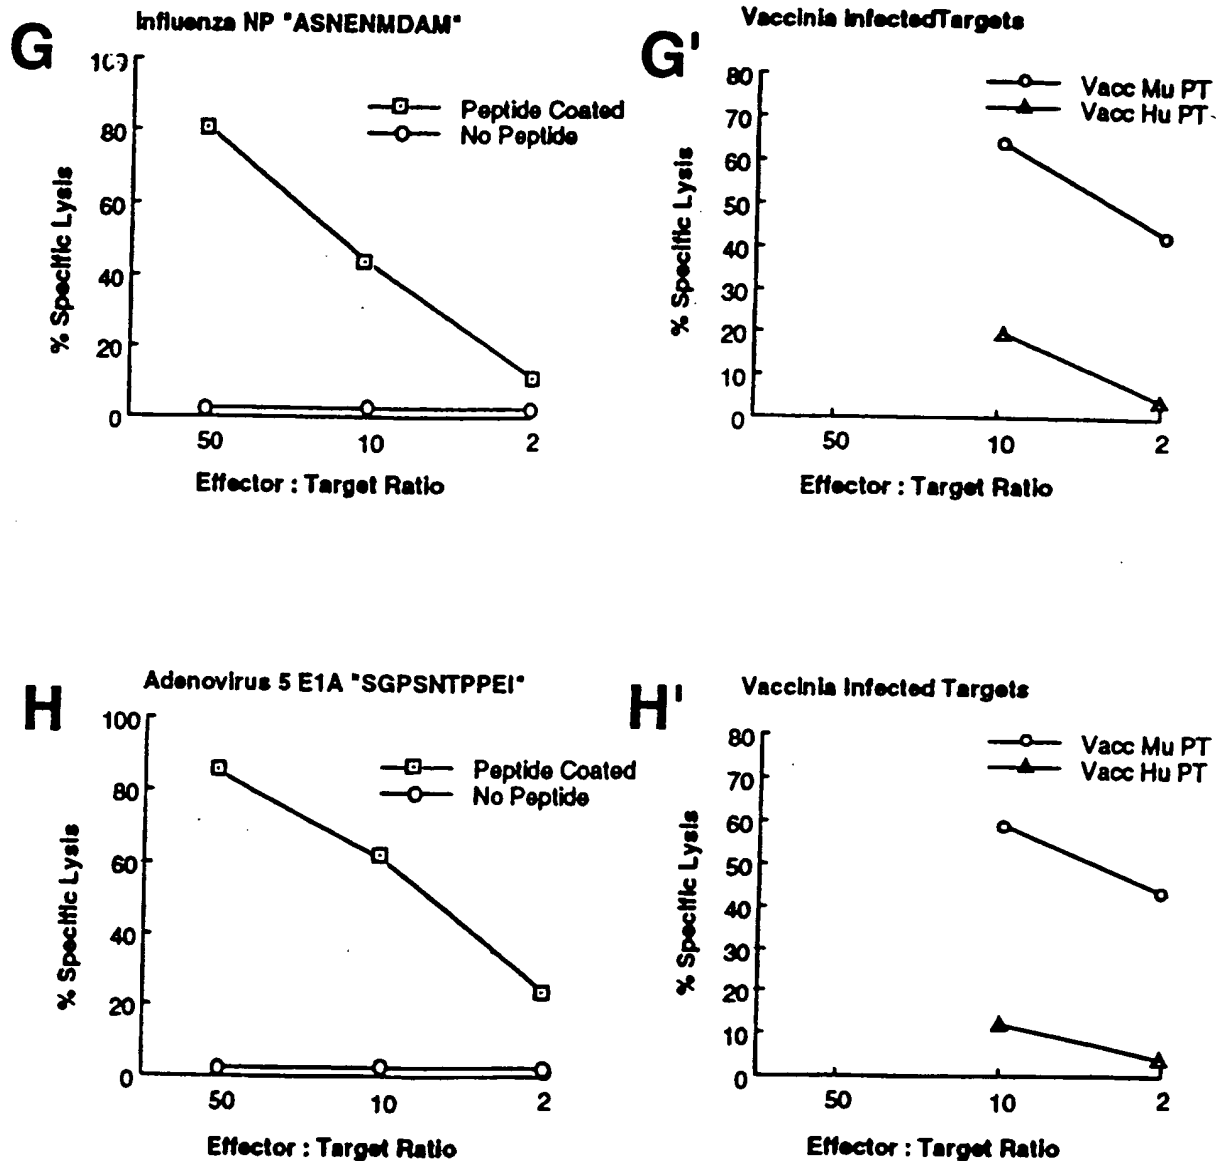 G
Influenza NP "ASNENMDAM"
100
80
60
40
20
0
% Specific Lysis
Peptide Coated
No Peptide
50 10 2
Effector : Target Ratio
G'
Vaccinia InfectedTargets
80
70
60
50
40
30
20
10
0
% Specific Lysis
Vacc Mu PT
Vacc Hu PT
50 10 2
Effector : Target Ratio
H
Adenovirus 5 E1A "SGPSNTPPEI"
100
80
60
40
20
0
% Specific Lysis
Peptide Coated
No Peptide
50 10 2
Effector : Target Ratio
H'
Vaccinia Infected Targets
80
70
60
50
40
30
20
10
0
% Specific Lysis
Vacc Mu PT
Vacc Hu PT
50 10 2
Effector : Target Ratio